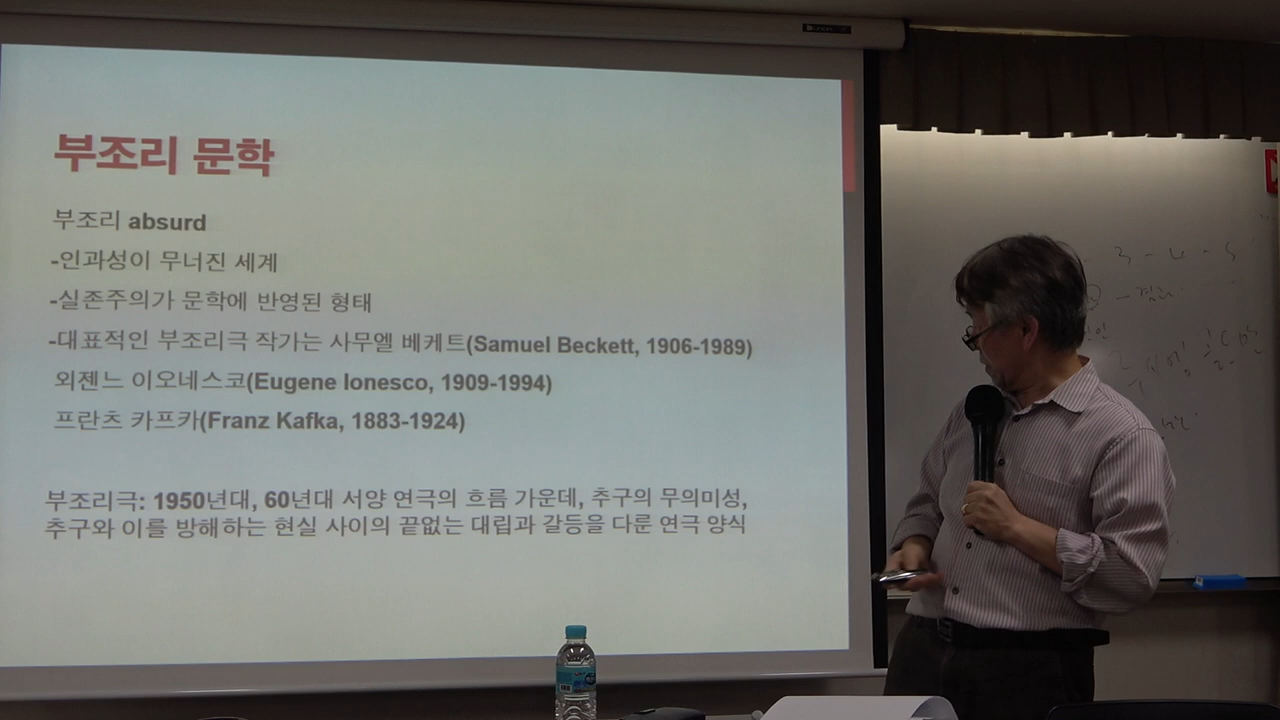 부조리 문학
부조리 absurd
-인과성이 무너진 세계
-실존주의가 문학에 반영된 형태
-대표적인 부조리극 작가는 사무엘 베케트(Samuel Beckett, 1906-1989)
외젠느 이오네스코(Eugene Ionesco, 1909-1994)
프란츠 카프카(Franz Kafka, 1883-1924)
부조리극: 1950년대, 60년대 서양 연극의 흐름 가운데, 추구의 무의미성,
추구와 이를 방해하는 현실 사이의 끝없는 대립과 갈등을 다룬 연극 양식